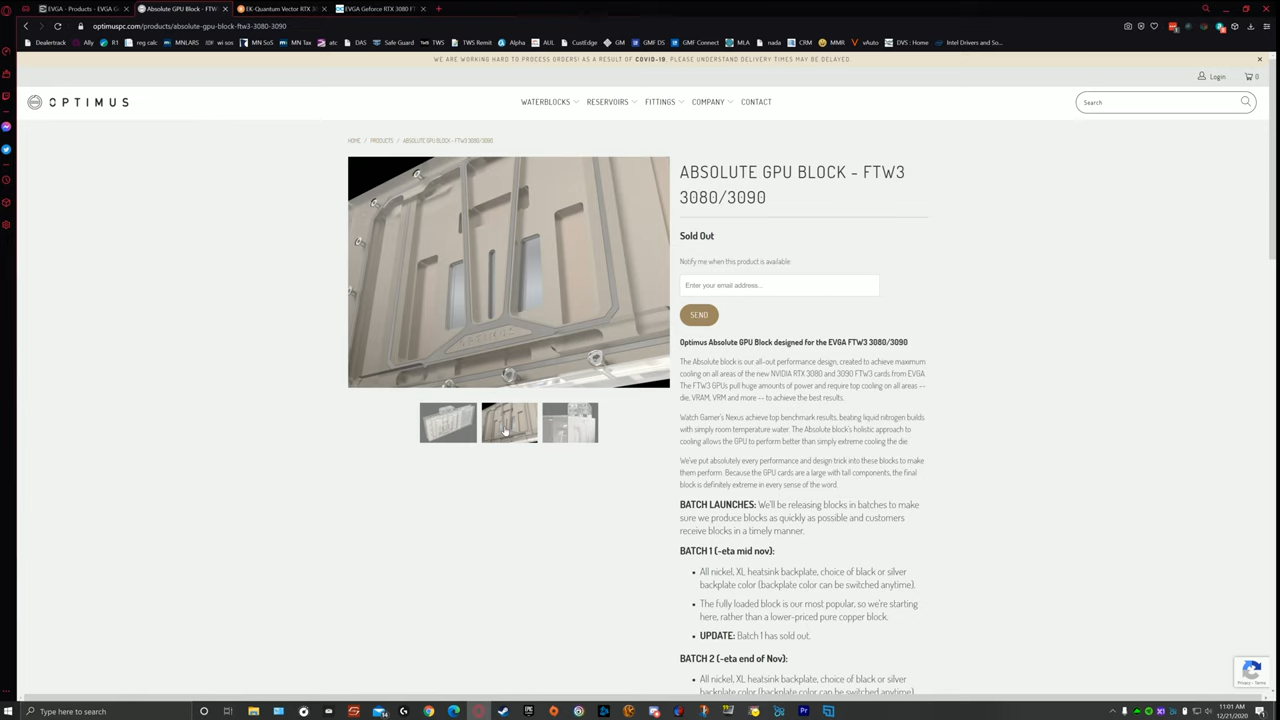 EVGA - Products - EVGA G
Absolute GPU Block - FTW
EK-Quantum Vector RTX 30
EVGA Geforce RTX 3080 FT
optimuspc.com/products/absolute-gpu-block-ftw3-3080-3090
Dealertrack Ally R1 reg calc MNLARS wi sos MN SoS MN Tax atc DAS Safe Guard TWS TWS Remit Alpha AUL CustEdge GM GMF DS GMF Connect MLA nada CRM MMR vAuto DVS : Home Intel Drivers and So...
WE ARE WORKING HARD TO PROCESS ORDERS! AS A RESULT OF COVID-19, PLEASE UNDERSTAND DELIVERY TIMES MAY BE DELAYED.
Login 0
OPTIMUS
WATERBLOCKS RESERVOIRS FITTINGS COMPANY CONTACT
Search
HOME / PRODUCTS / ABSOLUTE GPU BLOCK - FTW3 3080/3090
OPTIMUS
ABSOLUTE GPU BLOCK - FTW3
3080/3090
Sold Out
Notify me when this product is available:
Enter your email address...
SEND
Optimus Absolute GPU Block designed for the EVGA FTW3 3080/3090
The Absolute block is our all-out performance design, created to achieve maximum
cooling on all areas of the new NVIDIA RTX 3080 and 3090 FTW3 cards from EVGA.
The FTW3 GPUs pull huge amounts of power and require top cooling on all areas --
die, VRAM, VRM and more -- to achieve the best results.
Watch Gamer's Nexus achieve top benchmark results, beating liquid nitrogen builds
with simply room temperature water. The Absolute block's holistic approach to
cooling allows the GPU to perform better than simply extreme cooling the die.
We've put absolutely every performance and design trick into these blocks to make
them perform. Because the GPU cards are a large with tall components, the final
block is definitely extreme in every sense of the word.
BATCH LAUNCHES: We'll be releasing blocks in batches to make
sure we produce blocks as quickly as possible and customers
receive blocks in a timely manner.
BATCH 1 (~eta mid nov):
• All nickel, XL heatsink backplate, choice of black or silver
backplate color (backplate color can be switched anytime).
• The fully loaded block is our most popular, so we're starting
here, rather than a lower-priced pure copper block.
• UPDATE: Batch 1 has sold out.
BATCH 2 (~eta end of Nov):
• All nickel, XL heatsink backplate, choice of black or silver
backplate color (backplate color can be switched anytime).
Privacy - Terms
Type here to search
11:01 AM
12/21/2020